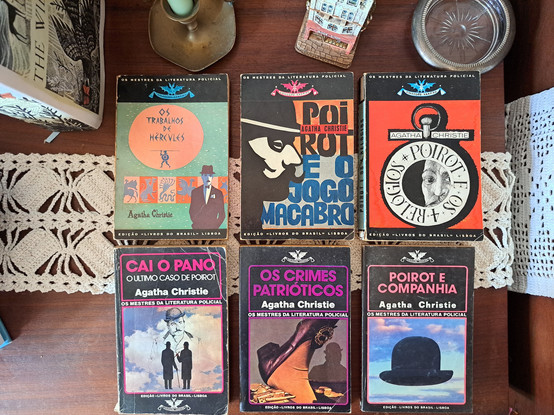 THE WIN
OS MESTRES DA LITERATURA POLICIAL
OS
TRABALHOS
DE
HÉRCULES
Agatha Christie
EDIÇÃO «LIVROS DO BRASIL» LISBOA
OS MESTRES DA LITERATURA POLICIAL
POI
AGATHA CHRISTIE
ROT
E O
JOGO
MACABRO
EDIÇÃO «LIVROS DO BRASIL» LISBOA
OS MESTRES DA LITERATURA POLICIAL
AGATHA CHRISTIE
POIROT E OS 4 RELÓGIOS
EDIÇÃO «LIVROS DO BRASIL» LISBOA
CAI O PANO
O ÚLTIMO CASO DE POIROT
Agatha Christie
OS MESTRES DA LITERATURA POLICIAL
EDIÇÃO «LIVROS DO BRASIL» LISBOA
OS CRIMES
PATRIÓTICOS
Agatha Christie
OS MESTRES DA LITERATURA POLICIAL
EDIÇÃO «LIVROS DO BRASIL» LISBOA
POIROT E
COMPANHIA
Agatha Christie
OS MESTRES DA LITERATURA POLICIAL
EDIÇÃO «LIVROS DO BRASIL» LISBOA